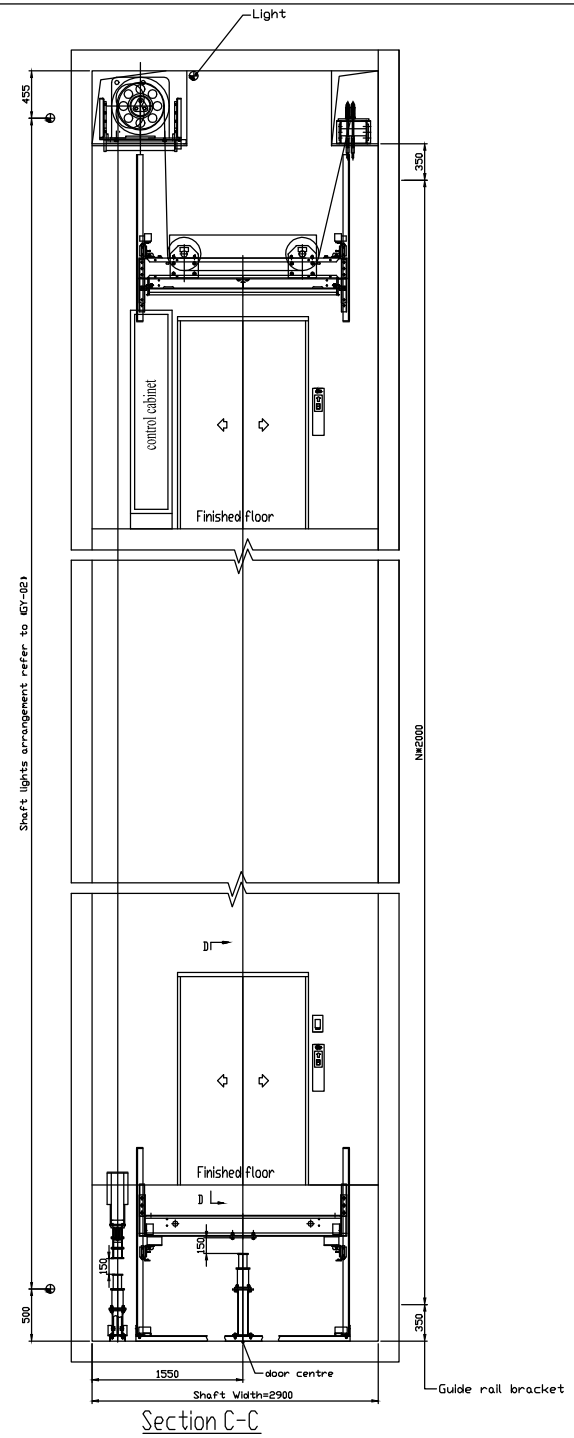 Light
455
350
control cabinet
Finished floor
Shaft lights arrangement refer to (GY-02)
N*2000
D
Finished floor
D
150
150
500
350
1550
door centre
Shaft Width=2900
Guide rail bracket
Section C-C